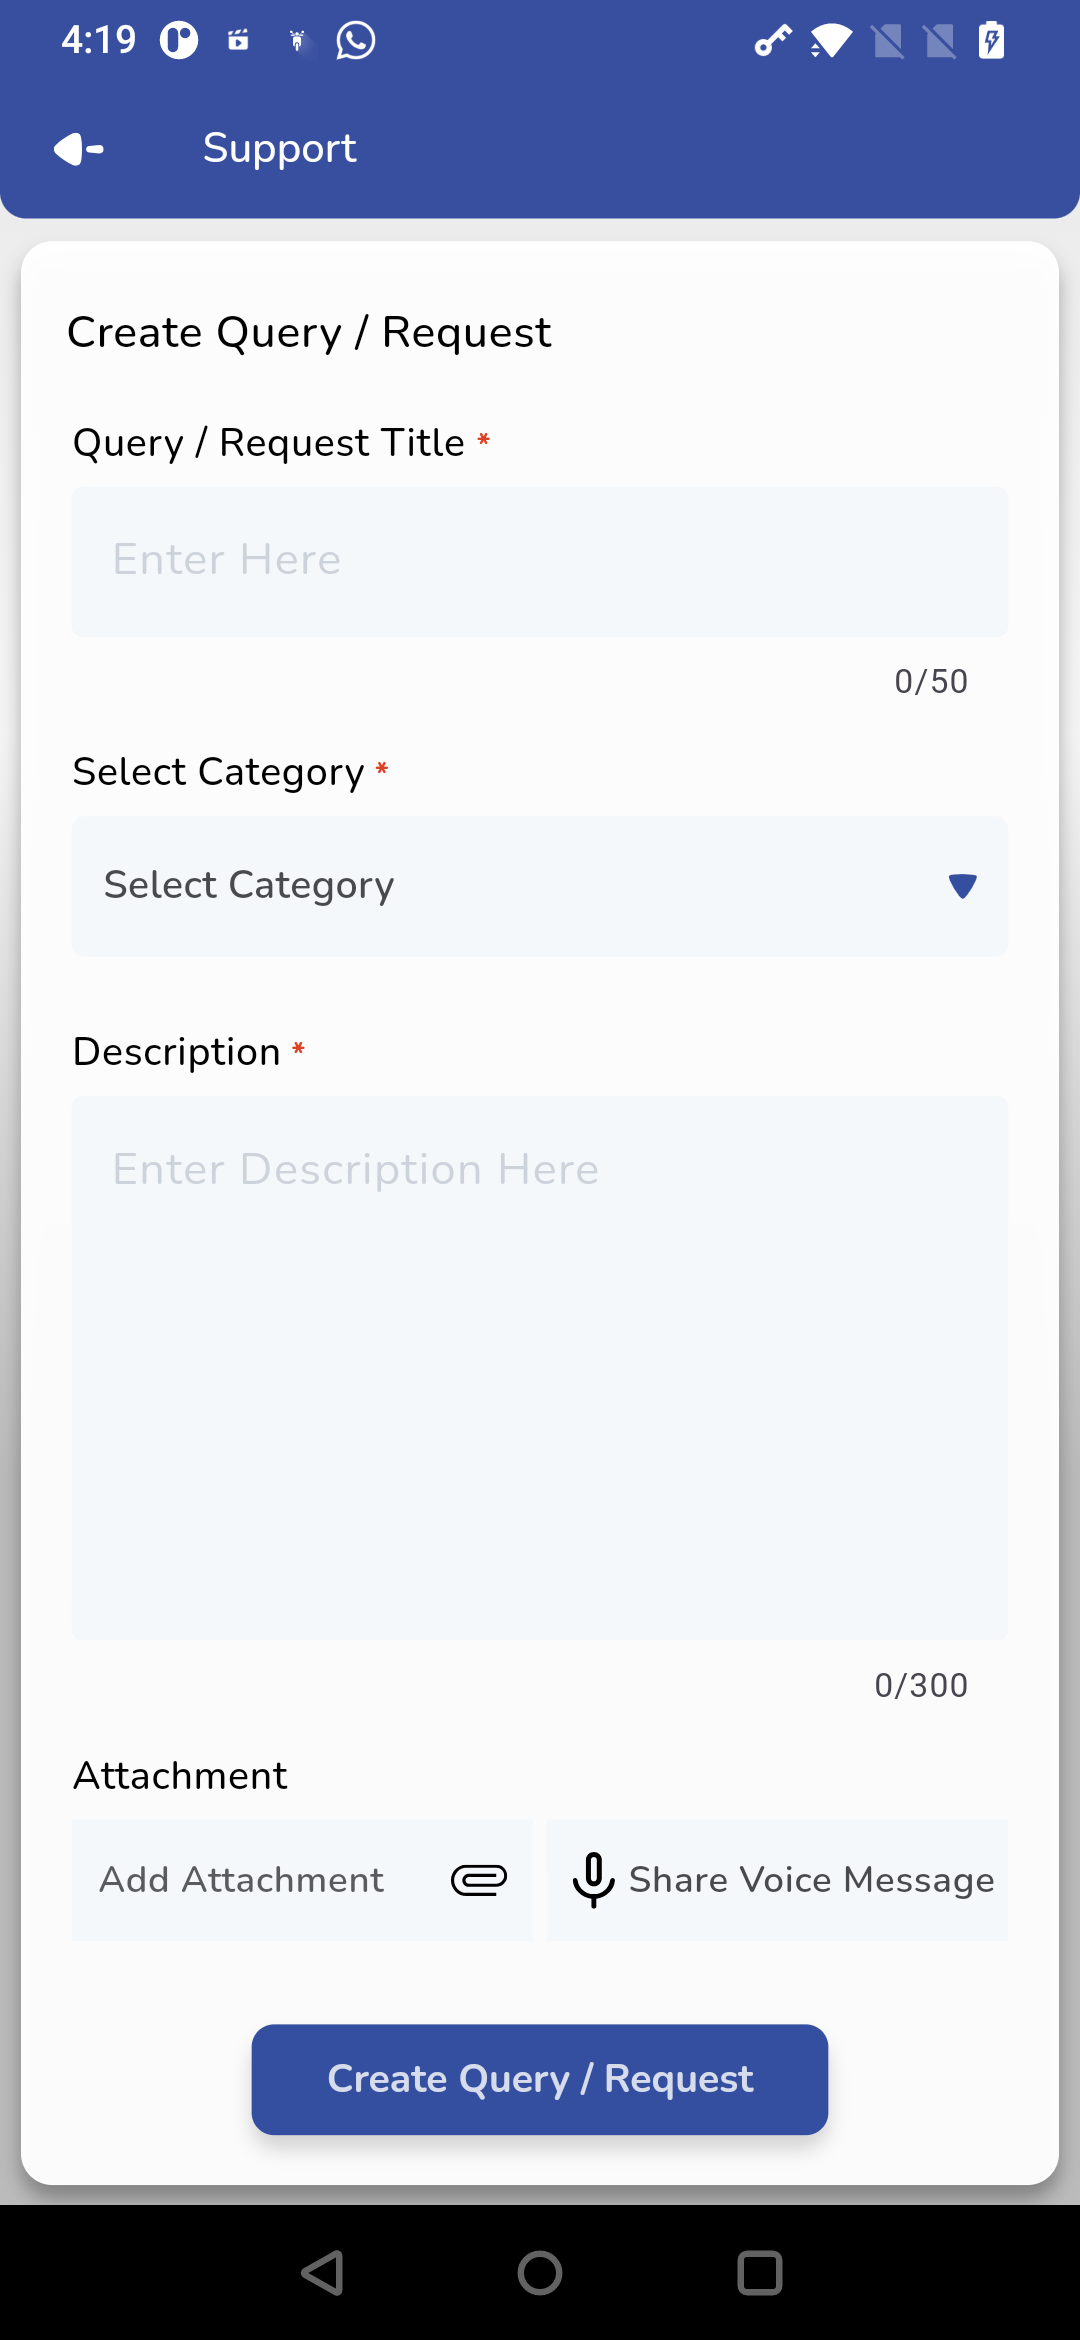 4:19
Support
Create Query / Request
Query / Request Title *
Enter Here
0/50
Select Category *
Select Category
Description *
Enter Description Here
0/300
Attachment
Add Attachment
Share Voice Message
Create Query / Request